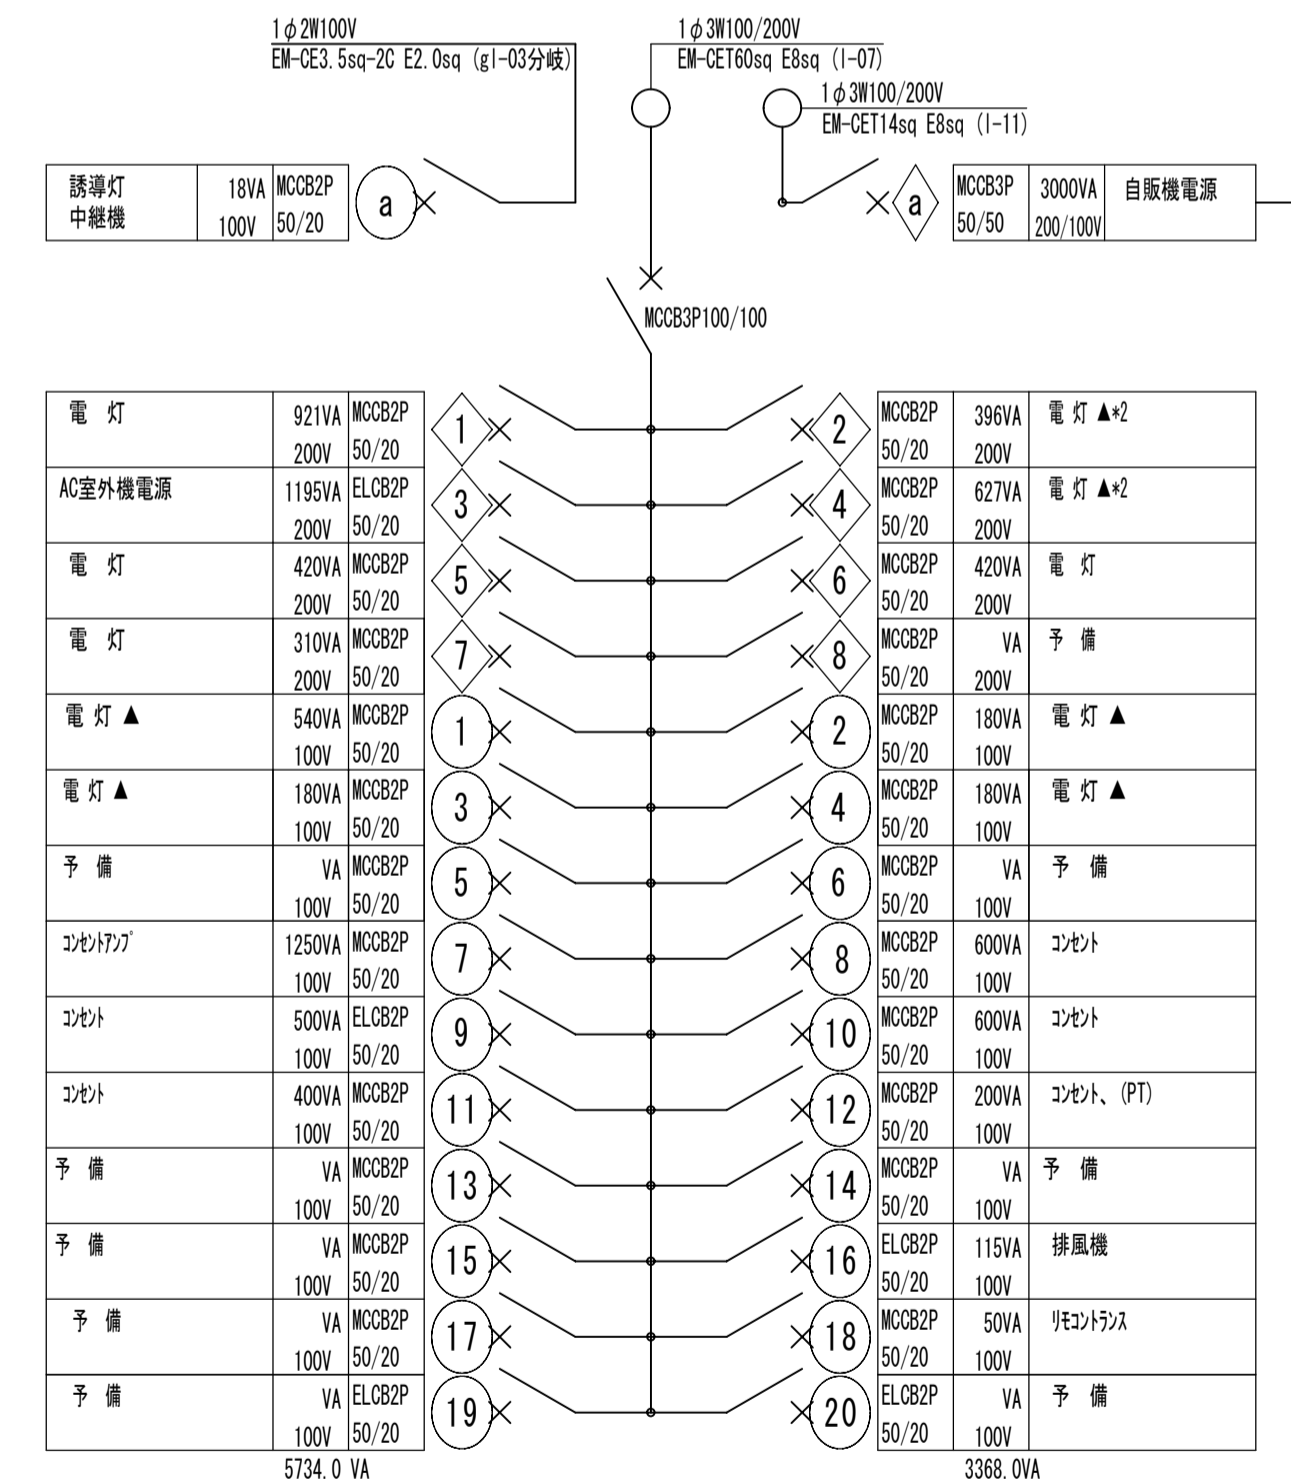 1φ2W100V
EM-CE3.5sq-2C E2.0sq (gl-03分岐)
1φ3W100/200V
EM-CET60sq E8sq (l-07)
1φ3W100/200V
EM-CET14sq E8sq (l-11)
誘導灯 18VA MCCB2P
中継機 100V 50/20
a
a
MCCB3P 3000VA 自販機電源
50/50 200/100V
MCCB3P100/100
電 灯 921VA MCCB2P 1 2 MCCB2P 396VA 電 灯 ▲*2
200V 50/20 50/20 200V
AC室外機電源 1195VA ELCB2P 3 4 MCCB2P 627VA 電 灯 ▲*2
200V 50/20 50/20 200V
電 灯 420VA MCCB2P 5 6 MCCB2P 420VA 電 灯
200V 50/20 50/20 200V
電 灯 310VA MCCB2P 7 8 MCCB2P VA 予 備
200V 50/20 50/20 200V
電 灯 ▲ 540VA MCCB2P 1 2 MCCB2P 180VA 電 灯 ▲
100V 50/20 50/20 100V
電 灯 ▲ 180VA MCCB2P 3 4 MCCB2P 180VA 電 灯 ▲
100V 50/20 50/20 100V
予 備 VA MCCB2P 5 6 MCCB2P VA 予 備
100V 50/20 50/20 100V
ｺﾝｾﾝﾄｱﾝﾌﾟ 1250VA MCCB2P 7 8 MCCB2P 600VA ｺﾝｾﾝﾄ
100V 50/20 50/20 100V
ｺﾝｾﾝﾄ 500VA ELCB2P 9 10 MCCB2P 600VA ｺﾝｾﾝﾄ
100V 50/20 50/20 100V
ｺﾝｾﾝﾄ 400VA MCCB2P 11 12 MCCB2P 200VA ｺﾝｾﾝﾄ、(PT)
100V 50/20 50/20 100V
予 備 VA MCCB2P 13 14 MCCB2P VA 予 備
100V 50/20 50/20 100V
予 備 VA MCCB2P 15 16 ELCB2P 115VA 排風機
100V 50/20 50/20 100V
予 備 VA MCCB2P 17 18 MCCB2P 50VA ﾘﾓｺﾝﾄﾗﾝｽ
100V 50/20 50/20 100V
予 備 VA ELCB2P 19 20 ELCB2P VA 予 備
100V 50/20 50/20 100V
5734.0 VA 3368.0VA